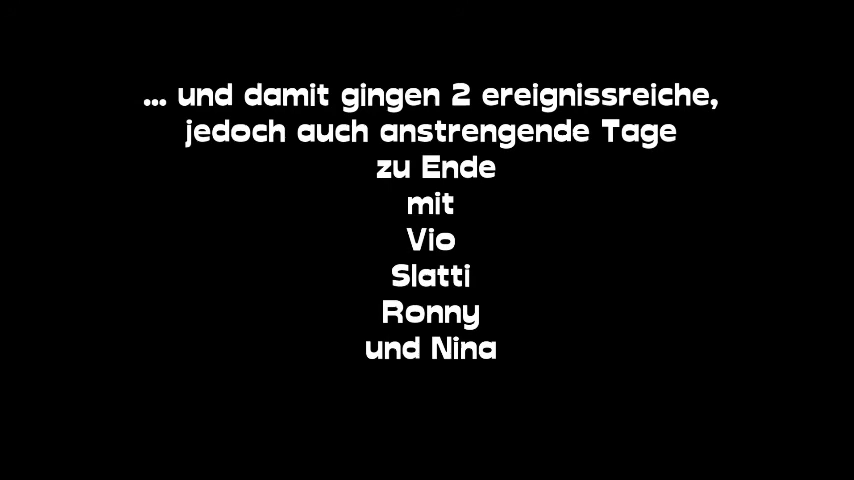 ... und damit gingen 2 ereignissreiche,
jedoch auch anstrengende Tage
zu Ende
mit
Vio
Slatti
Ronny
und Nina